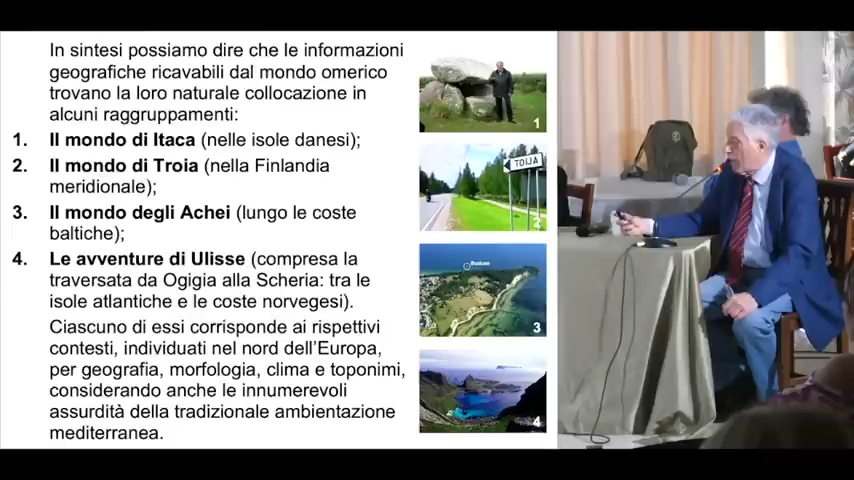 In sintesi possiamo dire che le informazioni
geografiche ricavabili dal mondo omerico
trovano la loro naturale collocazione in
alcuni raggruppamenti:
1. Il mondo di Itaca (nelle isole danesi);
2. Il mondo di Troia (nella Finlandia
meridionale);
3. Il mondo degli Achei (lungo le coste
baltiche);
4. Le avventure di Ulisse (compresa la
traversata da Ogigia alla Scheria: tra le
isole atlantiche e le coste norvegesi).
Ciascuno di essi corrisponde ai rispettivi
contesti, individuati nel nord dell'Europa,
per geografia, morfologia, clima e toponimi,
considerando anche le innumerevoli
assurdità della tradizionale ambientazione
mediterranea.
1
TOIJA
2
3
4